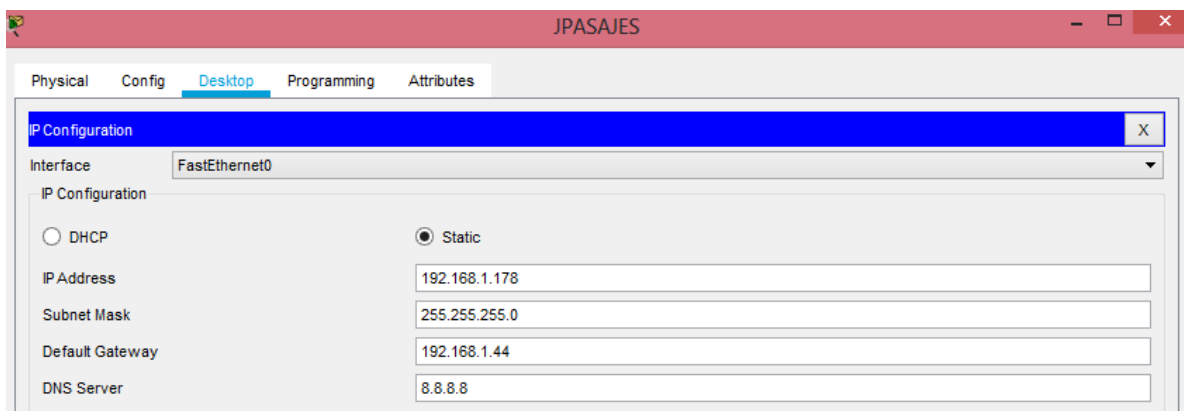 JPASAJES
Physical Config Desktop Programming Attributes
IP Configuration X
Interface FastEthernet0
IP Configuration
DHCP Static
IP Address 192.168.1.178
Subnet Mask 255.255.255.0
Default Gateway 192.168.1.44
DNS Server 8.8.8.8